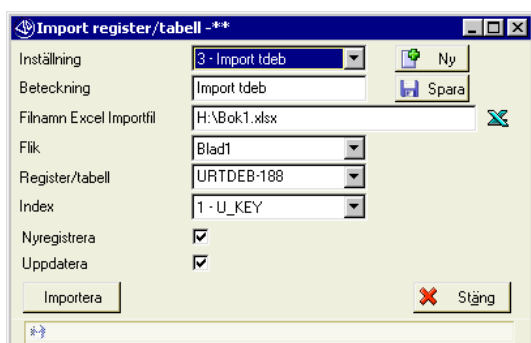 Import register/tabell -**
Inställning 3 - Import tdeb Ny
Beteckning Import tdeb Spara
Filnamn Excel Importfil H:\Bok1.xlsx
Flik Blad1
Register/tabell URTDEB-188
Index 1 - U_KEY
Nyregistrera
Uppdatera
Importera Stäng